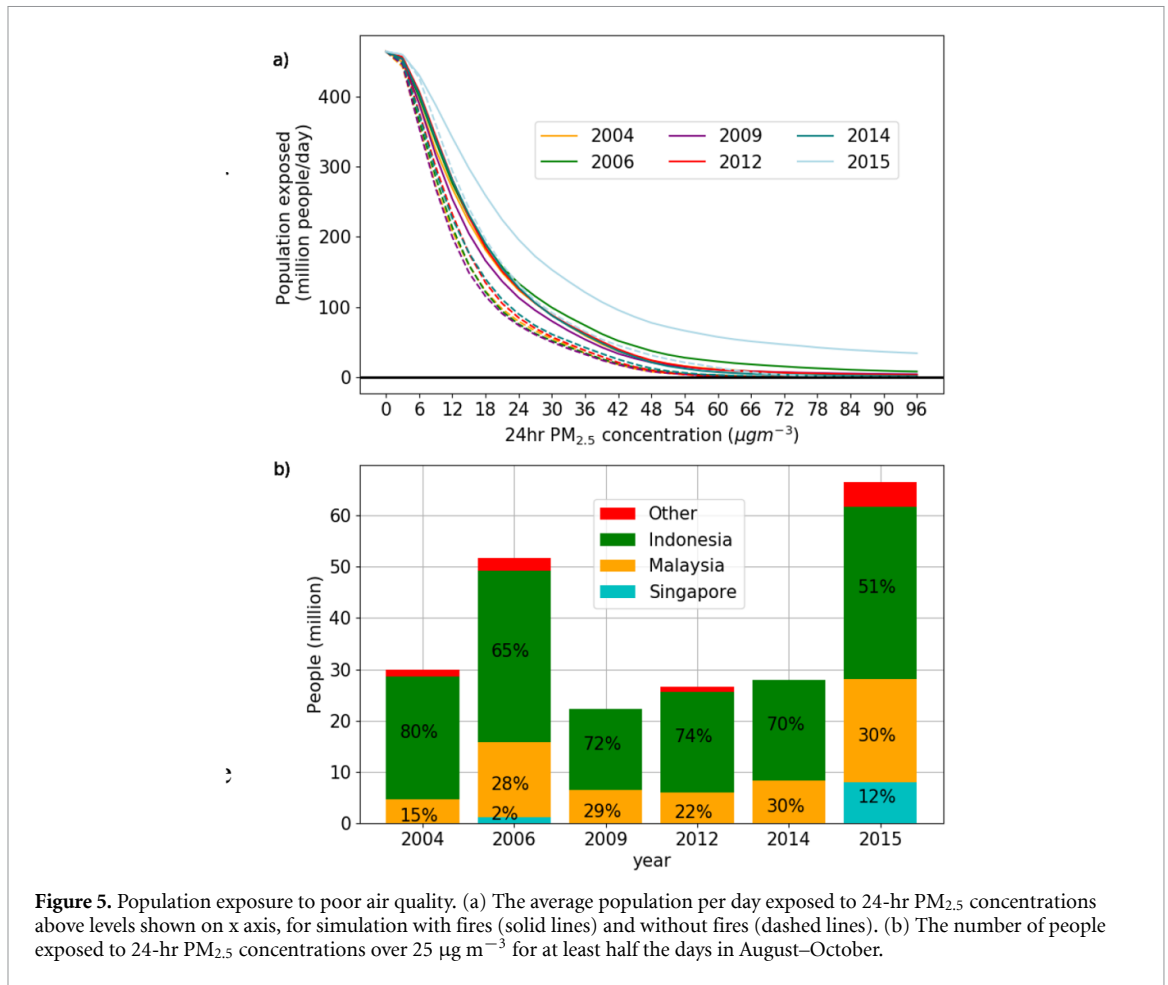 a)
Population exposed
(million people/day)
400
300
200
100
0
2004
2006
2009
2012
2014
2015
0 6 12 18 24 30 36 42 48 54 60 66 72 78 84 90 96
24hr PM2.5 concentration (μgm−3)
b)
People (million)
60
50
40
30
20
10
0
Other
Indonesia
Malaysia
Singapore
80%
15%
65%
28%
2%
72%
29%
74%
22%
70%
30%
51%
30%
12%
2004 2006 2009 2012 2014 2015
year
e
Figure 5. Population exposure to poor air quality. (a) The average population per day exposed to 24-hr PM2.5 concentrations
above levels shown on x axis, for simulation with fires (solid lines) and without fires (dashed lines). (b) The number of people
exposed to 24-hr PM2.5 concentrations over 25 μg m−3 for at least half the days in August–October.